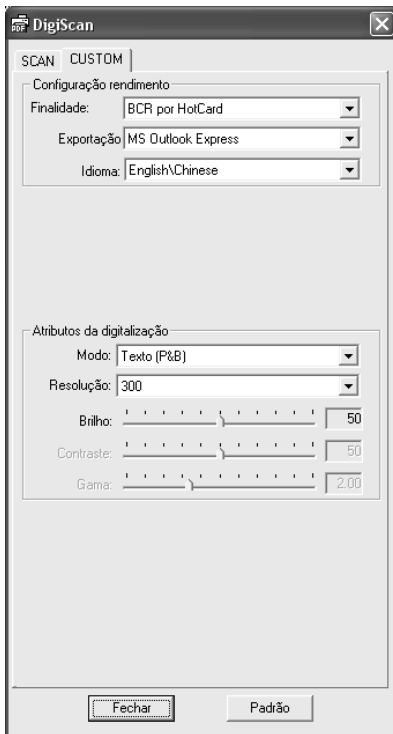 PDF DigiScan
SCAN CUSTOM
Configuração rendimento
Finalidade: BCR por HotCard
Exportação MS Outlook Express
Idioma: English\Chinese
Atributos da digitalização
Modo: Texto (P&B)
Resolução: 300
Brilho: 50
Contraste: 50
Gama: 2.00
Fechar Padrão